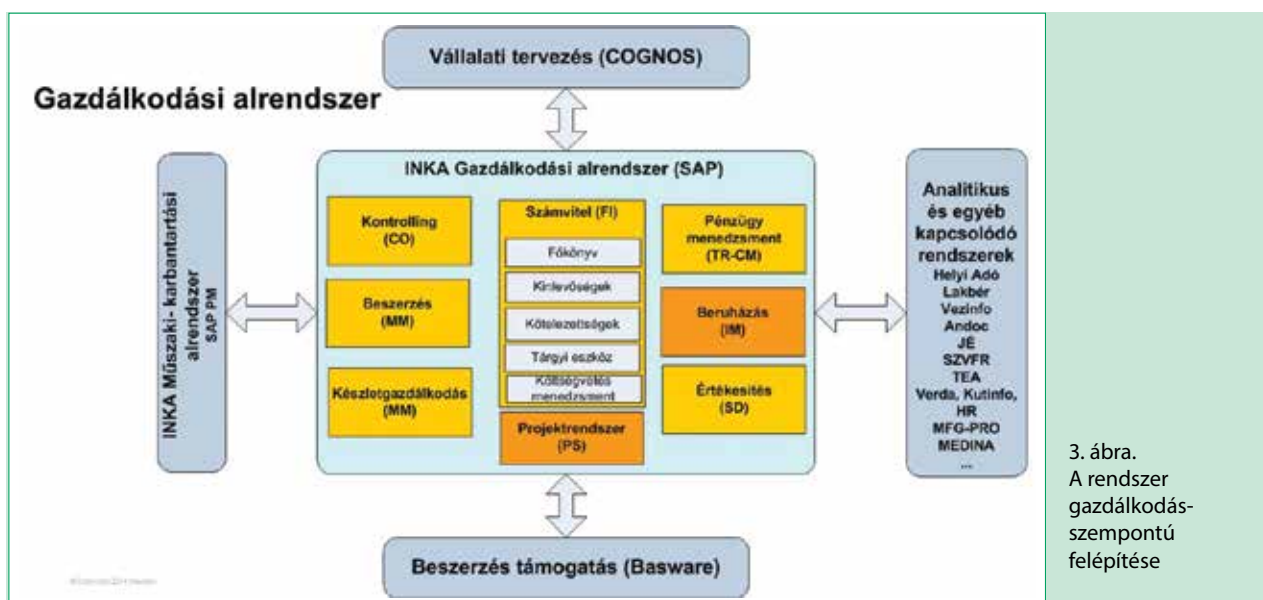 Vállalati tervezés (COGNOS)
Gazdálkodási alrendszer
INKA Műszaki- karbantartási
alrendszer
SAP PM
INKA Gazdálkodási alrendszer (SAP)
Kontrolling
(CO)
Beszerzés
(MM)
Készletgazdálkodás
(MM)
Számvitel (FI)
Főkönyv
Kinlevőségek
Kötelezettségek
Tárgyi eszköz
Költségvetés
menedzsment
Projektrendszer
(PS)
Pénzügy
menedzsment
(TR-CM)
Beruházás
(IM)
Értékesítés
(SD)
Analitikus
és egyéb
kapcsolódó
rendszerek
Helyi Adó
Lakbér
Vezinfo
Andoc
JÉ
SZVFR
TEA
Verda, Kutinfo,
HR
MFG-PRO
MEDINA
...
Beszerzés támogatás (Basware)
3. ábra.
A rendszer
gazdálkodás-
szempontú
felépítése